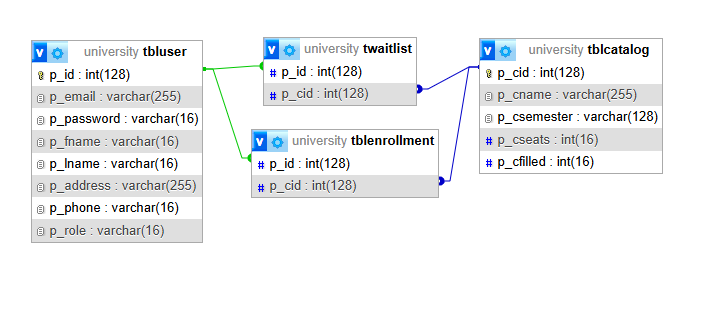 university tbluser
p_id : int(128)
p_email : varchar(255)
p_password : varchar(16)
p_fname : varchar(16)
p_lname : varchar(16)
p_address : varchar(255)
p_phone : varchar(16)
p_role : varchar(16)
university twaitlist
# p_id : int(128)
# p_cid : int(128)
university tblenrollment
# p_id : int(128)
# p_cid : int(128)
university tblcatalog
p_cid : int(128)
p_cname : varchar(255)
p_csemester : varchar(128)
# p_cseats : int(16)
# p_cfilled : int(16)